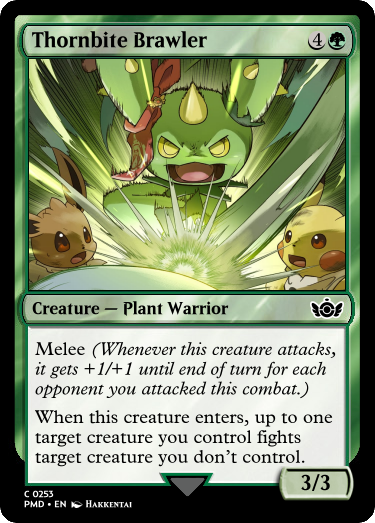 Thornbite Brawler 4
Creature — Plant Warrior
Melee (Whenever this creature attacks,
it gets +1/+1 until end of turn for each
opponent you attacked this combat.)
When this creature enters, up to one
target creature you control fights
target creature you don't control.
3/3
C 0253
PMD • EN Hakkentai